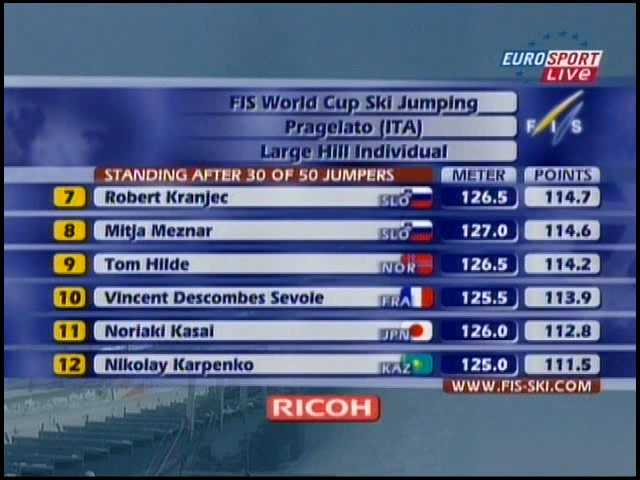 EUROSPORT
LIVE
FIS World Cup Ski Jumping
Pragelato (ITA)
FIS
Large Hill Individual
STANDING AFTER 30 OF 50 JUMPERS METER POINTS
7 Robert Kranjec SLO 126.5 114.7
8 Mitja Meznar SLO 127.0 114.6
9 Tom Hilde NOR 126.5 114.2
10 Vincent Descombes Sevoie FRA 125.5 113.9
11 Noriaki Kasai JPN 126.0 112.8
12 Nikolay Karpenko KAZ 125.0 111.5
WWW.FIS-SKI.COM
RICOH